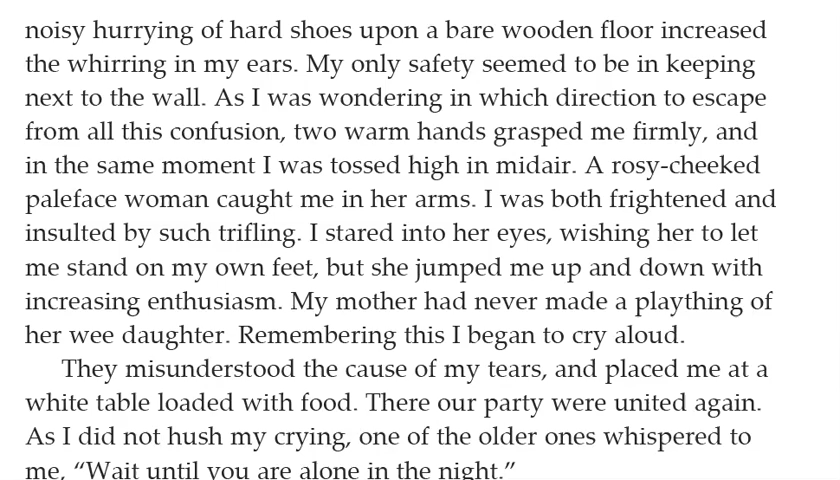 noisy hurrying of hard shoes upon a bare wooden floor increased
the whirring in my ears. My only safety seemed to be in keeping
next to the wall. As I was wondering in which direction to escape
from all this confusion, two warm hands grasped me firmly, and
in the same moment I was tossed high in midair. A rosy-cheeked
paleface woman caught me in her arms. I was both frightened and
insulted by such trifling. I stared into her eyes, wishing her to let
me stand on my own feet, but she jumped me up and down with
increasing enthusiasm. My mother had never made a plaything of
her wee daughter. Remembering this I began to cry aloud.
They misunderstood the cause of my tears, and placed me at a
white table loaded with food. There our party were united again.
As I did not hush my crying, one of the older ones whispered to
me, “Wait until you are alone in the night.”